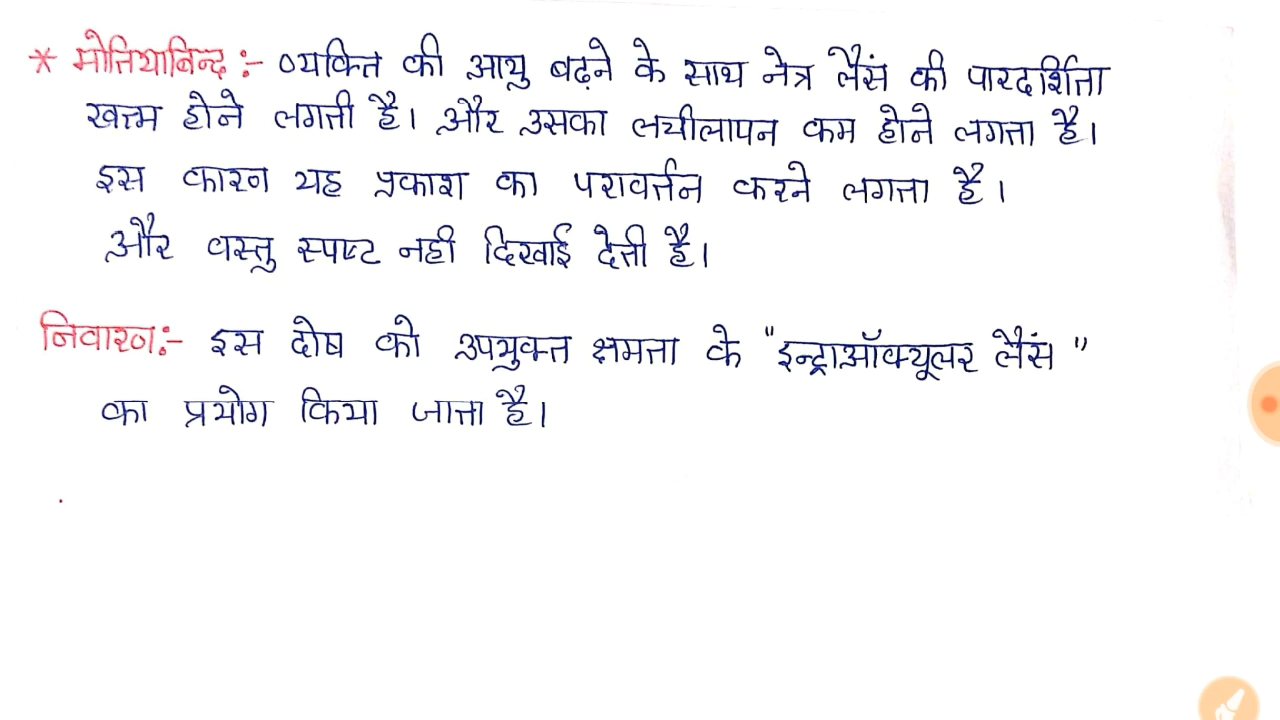 * मोतियाबिन्द :- व्यक्ति की आयु बढ़ने के साथ नेत्र लैंस की पारदर्शिता
खत्म होने लगती है। और उसका लचीलापन कम होने लगता है।
इस कारण यह प्रकाश का परावर्त्तन करने लगता है।
और वस्तु स्पष्ट नही दिखाई देती है।
निवारण :- इस दोष को उपयुक्त क्षमता के "इन्ट्राऑक्यूलर लैंस"
का प्रयोग किया जाता है।